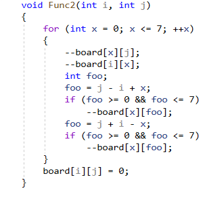 void Func2(int i, int j)
{
for (int x = 0; x <= 7; ++x)
{
--board[x][j];
--board[i][x];
int foo;
foo = j - i + x;
if (foo >= 0 && foo <= 7)
--board[x][foo];
foo = j + i - x;
if (foo >= 0 && foo <= 7)
--board[x][foo];
}
board[i][j] = 0;
}